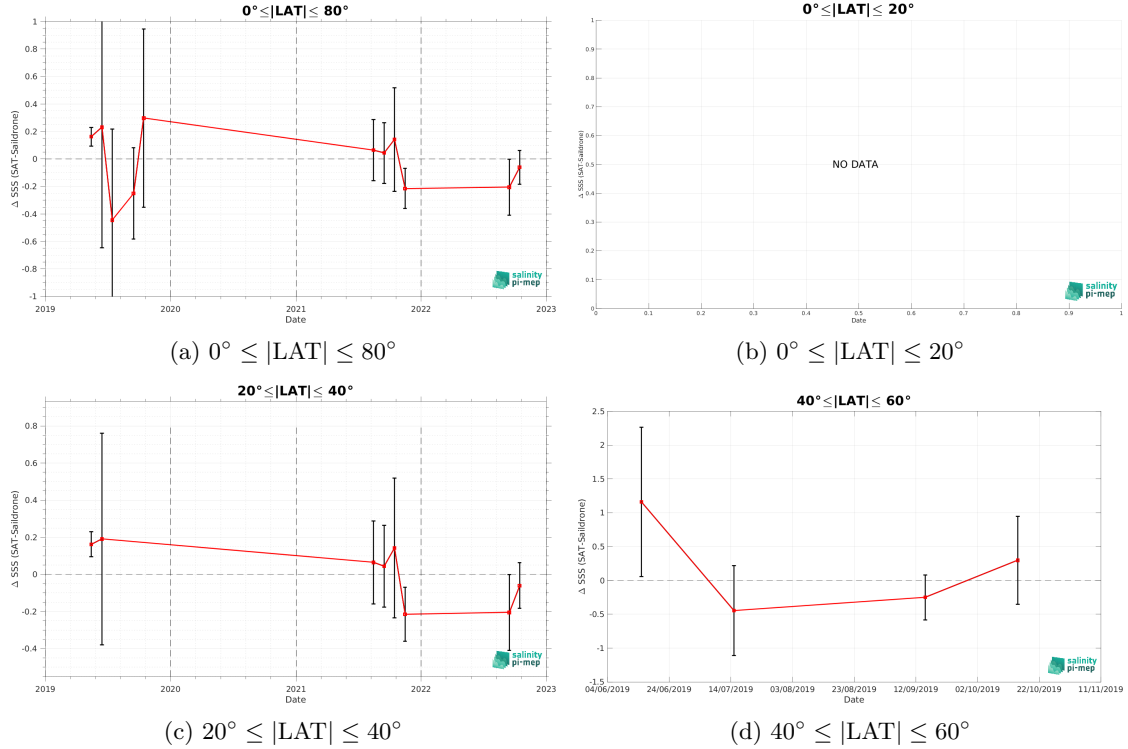 0°≤|LAT|≤ 80°
1
0.8
0.6
0.4
0.2
0
-0.2
-0.4
-0.6
-0.8
-1
Δ SSS (SAT-Saildrone)
2019
2020
2021
2022
2023
Date
salinity
pi-mep
(a) 0° ≤ |LAT| ≤ 80°
0°≤|LAT|≤ 20°
1
0.9
0.8
0.7
0.6
0.5
0.4
0.3
0.2
0.1
0
Δ SSS (SAT-Saildrone)
NO DATA
0
0.1
0.2
0.3
0.4
0.5
0.6
0.7
0.8
0.9
1
Date
salinity
pi-mep
(b) 0° ≤ |LAT| ≤ 20°
20°≤|LAT|≤ 40°
0.8
0.6
0.4
0.2
0
-0.2
-0.4
Δ SSS (SAT-Saildrone)
2019
2020
2021
2022
2023
Date
salinity
pi-mep
(c) 20° ≤ |LAT| ≤ 40°
40°≤|LAT|≤ 60°
2.5
2
1.5
1
0.5
0
-0.5
-1
-1.5
Δ SSS (SAT-Saildrone)
04/06/2019
24/06/2019
14/07/2019
03/08/2019
23/08/2019
12/09/2019
02/10/2019
22/10/2019
11/11/2019
Date
salinity
pi-mep
(d) 40° ≤ |LAT| ≤ 60°